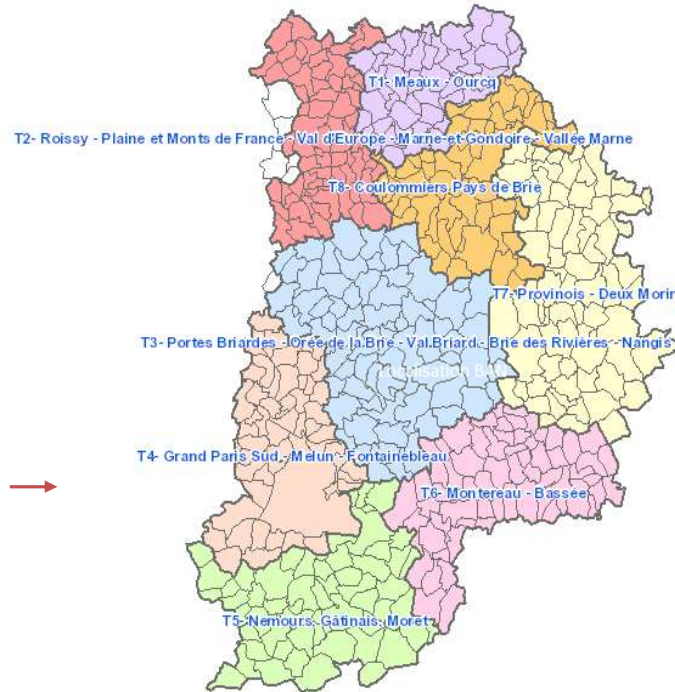 T1- Meaux - Ourcq
T2- Roissy - Plaine et Monts de France - Val d'Europe - Marne-et-Gondoire - Vallée Marne
T8- Coulommiers Pays de Brie
T7- Provinois - Deux Morin
T3- Portes Briardes - Orée de la Brie - Val Briard - Brie des Rivières - Nangis
Localisation BAN
T4- Grand Paris Sud - Melun - Fontainebleau
T6- Montereau - Bassée
T5- Nemours, Gâtinais, Moret